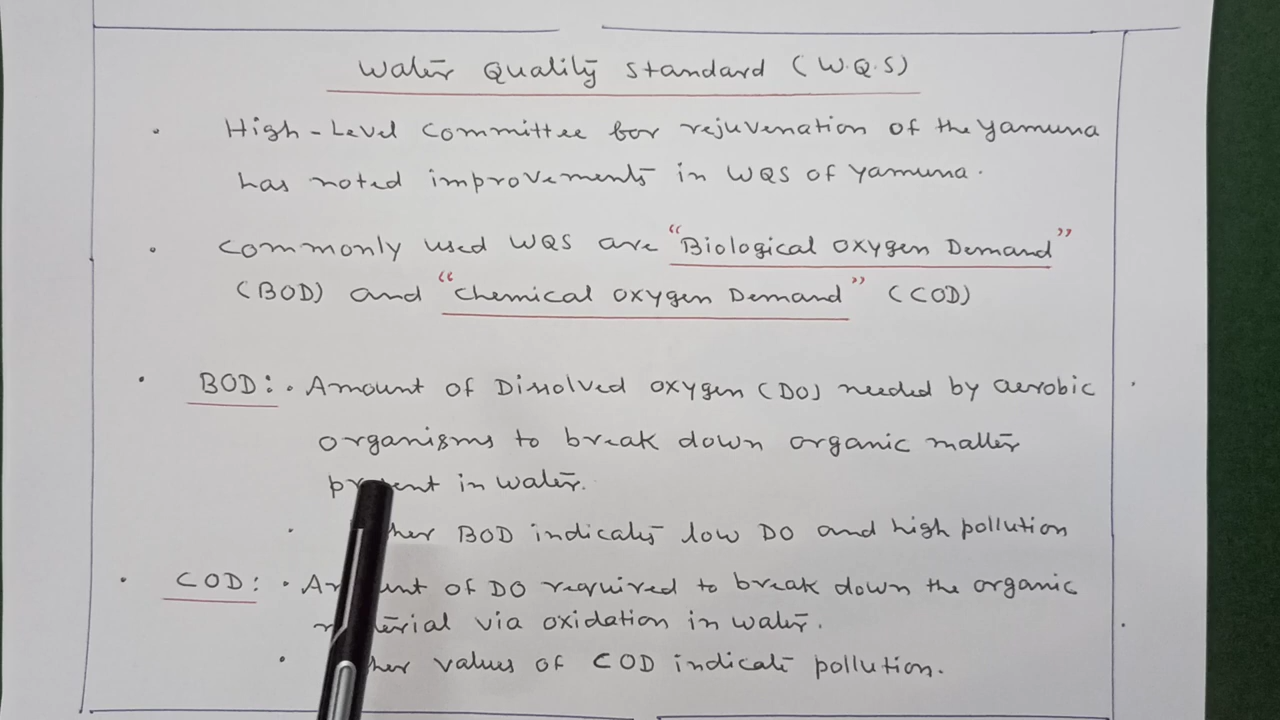 Water Quality Standard (W.Q.S)
• High-Level Committee for rejuvenation of the Yamuna
has noted improvements in WQS of Yamuna.
• Commonly used WQS are "Biological Oxygen Demand"
(BOD) and "Chemical Oxygen Demand" (COD)
• BOD: • Amount of Dissolved Oxygen (DO) needed by aerobic
organisms to break down organic matter
in water.
• BOD indicates low DO and high pollution
• COD: • of DO required to break down the organic
via oxidation in water.
• values of COD indicate pollution.